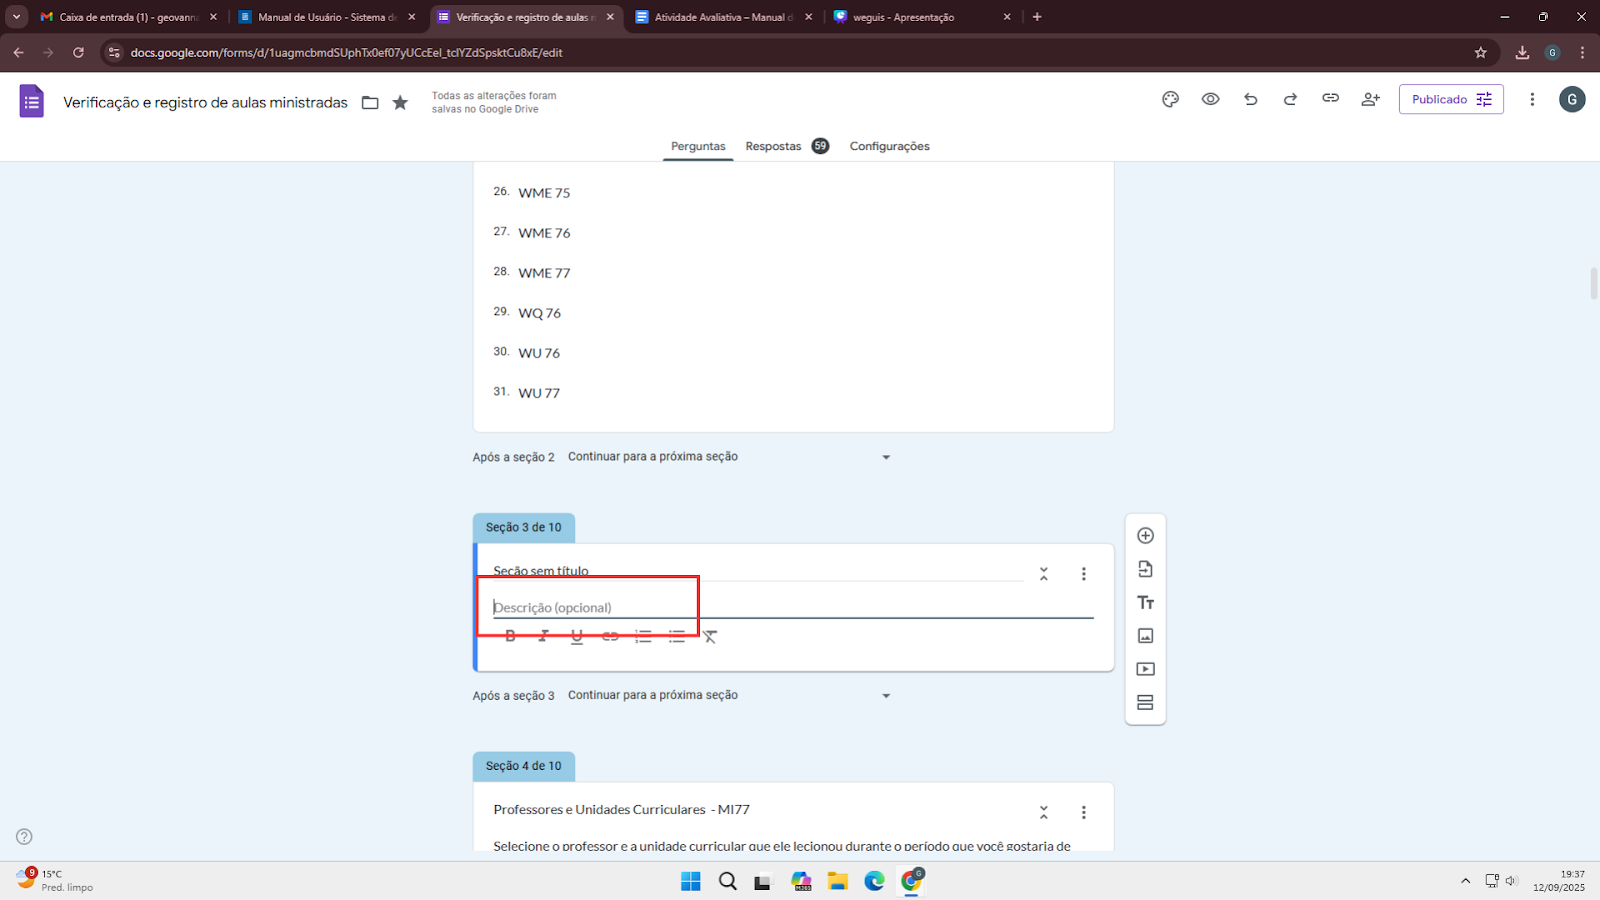 Caixa de entrada (1) - geovann
Manual de Usuário - Sistema de
Verificação e registro de aulas m
Atividade Avaliativa – Manual d
weguis - Apresentação
docs.google.com/forms/d/1uagmcbmdSUphTx0ef07yUCcEel_tclYZdSpsktCu8xE/edit
G
Verificação e registro de aulas ministradas
Todas as alterações foram
salvas no Google Drive
Publicado
G
Perguntas
Respostas
59
Configurações
26. WME 75
27. WME 76
28. WME 77
29. WQ 76
30. WU 76
31. WU 77
Após a seção 2 Continuar para a próxima seção
Seção 3 de 10
Seção sem título
Descrição (opcional)
B I U
Após a seção 3 Continuar para a próxima seção
Tт
Seção 4 de 10
Professores e Unidades Curriculares - MI77
Selecione o professor e a unidade curricular que ele lecionou durante o período que você gostaria de
9
15°C
Pred. limpo
M365
G
19:37
12/09/2025